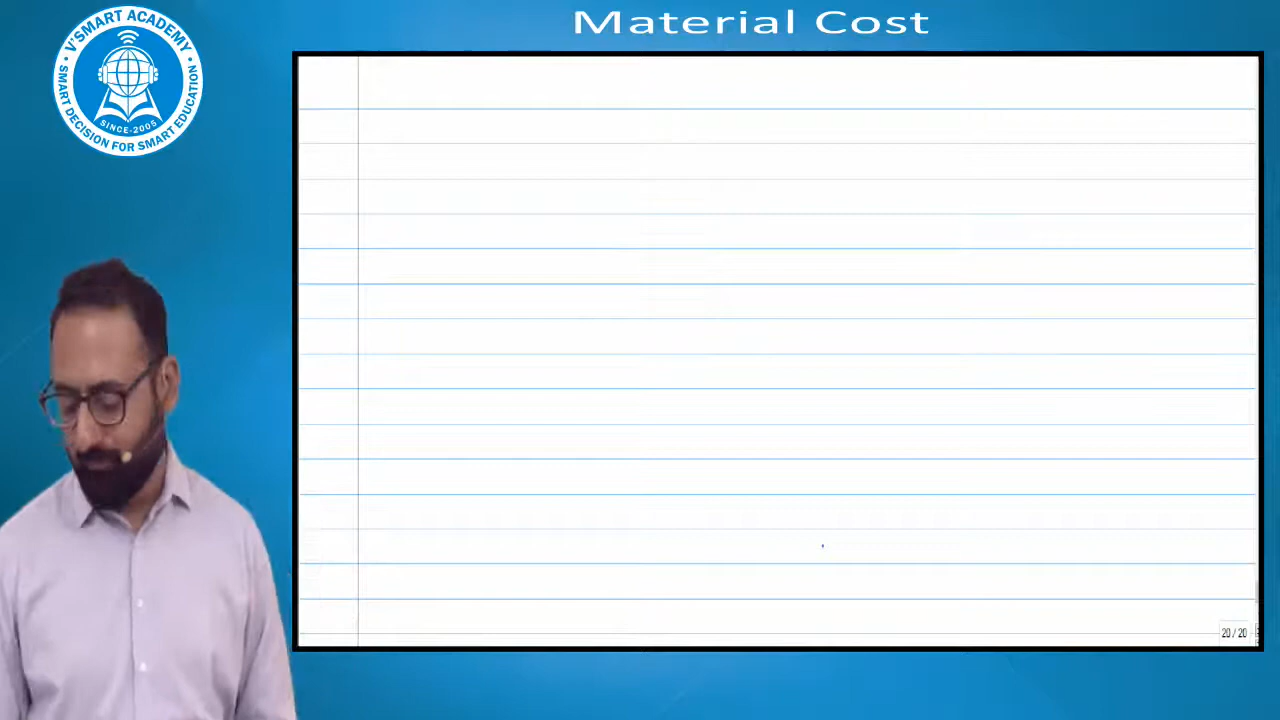 Material Cost
V'SMART ACADEMY
SINCE-2005
SMART DECISION FOR SMART EDUCATION
20 / 20